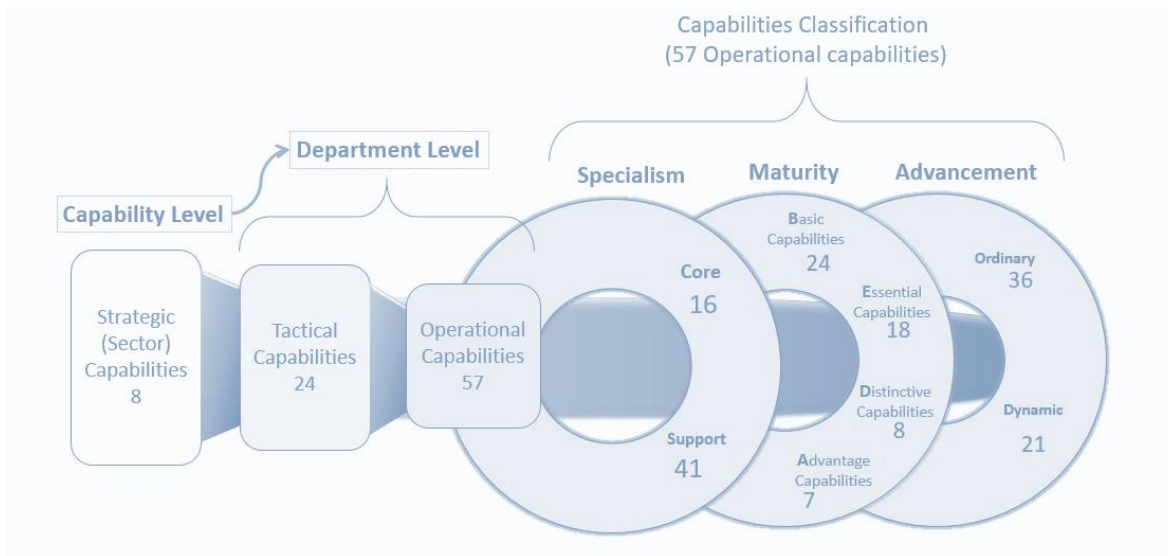 Capabilities Classification
(57 Operational capabilities)
Department Level
Capability Level
Specialism
Maturity
Advancement
Strategic
(Sector)
Capabilities
8
Tactical
Capabilities
24
Operational
Capabilities
57
Core
16
Support
41
Basic
Capabilities
24
Essential
Capabilities
18
Distinctive
Capabilities
8
Advantage
Capabilities
7
Ordinary
36
Dynamic
21